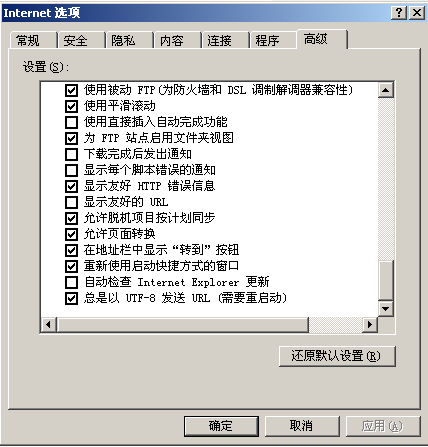 Internet 选项
常规 安全 隐私 内容 连接 程序 高级
设置(S):
使用被动 FTP(为防火墙和 DSL 调制解调器兼容性)
使用平滑滚动
使用直接插入自动完成功能
为 FTP 站点启用文件夹视图
下载完成后发出通知
显示每个脚本错误的通知
显示友好 HTTP 错误信息
显示友好的 URL
允许脱机项目按计划同步
允许页面转换
在地址栏中显示“转到”按钮
重新使用启动快捷方式的窗口
自动检查 Internet Explorer 更新
总是以 UTF-8 发送 URL (需要重启动)
还原默认设置(R)
确定 取消 应用(A)